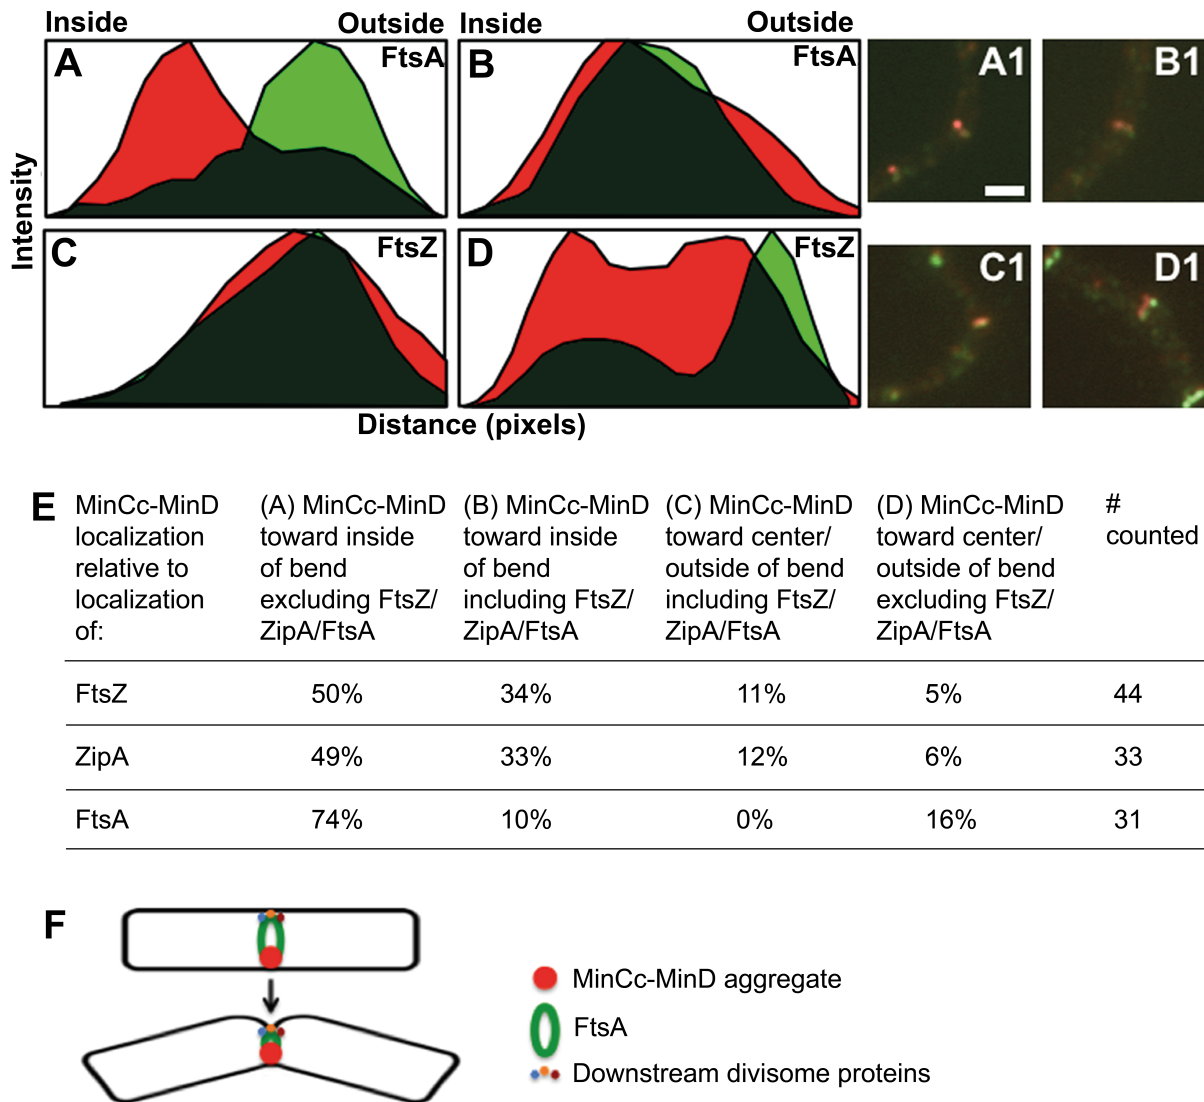 Inside Outside Inside Outside
A FtsA B FtsA A1 B1
Intensity
C FtsZ D FtsZ C1 D1
Distance (pixels)
E
MinCc-MinD
localization
relative to
localization
of:
(A) MinCc-MinD
toward inside
of bend
excluding FtsZ/
ZipA/FtsA
(B) MinCc-MinD
toward inside
of bend
including FtsZ/
ZipA/FtsA
(C) MinCc-MinD
toward center/
outside of bend
including FtsZ/
ZipA/FtsA
(D) MinCc-MinD
toward center/
outside of bend
excluding FtsZ/
ZipA/FtsA
#
counted
FtsZ 50% 34% 11% 5% 44
ZipA 49% 33% 12% 6% 33
FtsA 74% 10% 0% 16% 31
F
MinCc-MinD aggregate
FtsA
Downstream divisome proteins